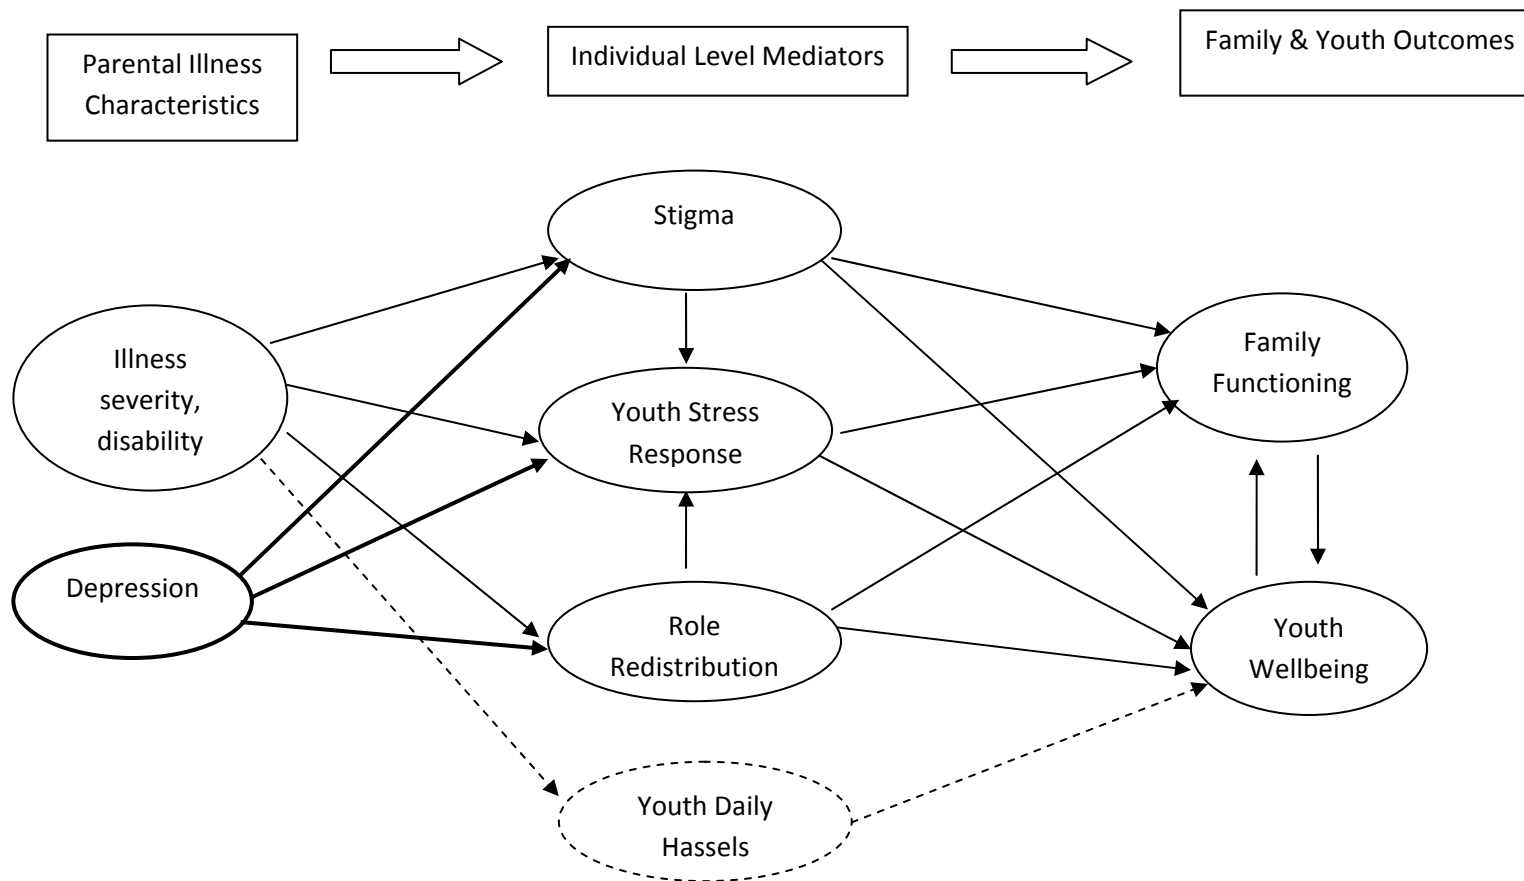 Parental Illness
Characteristics
Individual Level Mediators
Family & Youth Outcomes
Stigma
Illness
severity,
disability
Youth Stress
Response
Family
Functioning
Depression
Role
Redistribution
Youth
Wellbeing
Youth Daily
Hassels